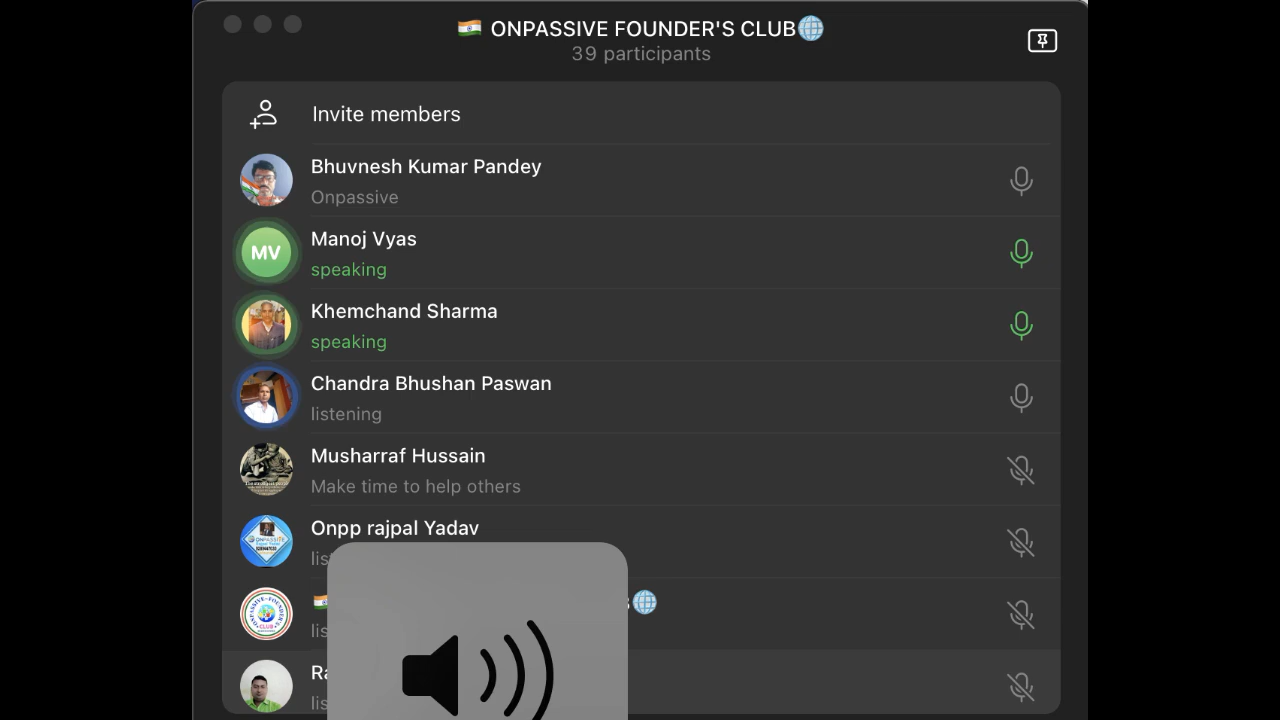 🇮🇳 ONPASSIVE FOUNDER'S CLUB🌐
39 participants
Invite members
Bhuvnesh Kumar Pandey
Onpassive
Manoj Vyas
MV
speaking
Khemchand Sharma
speaking
Chandra Bhushan Paswan
listening
Musharraf Hussain
Make time to help others
Onpp rajpal Yadav